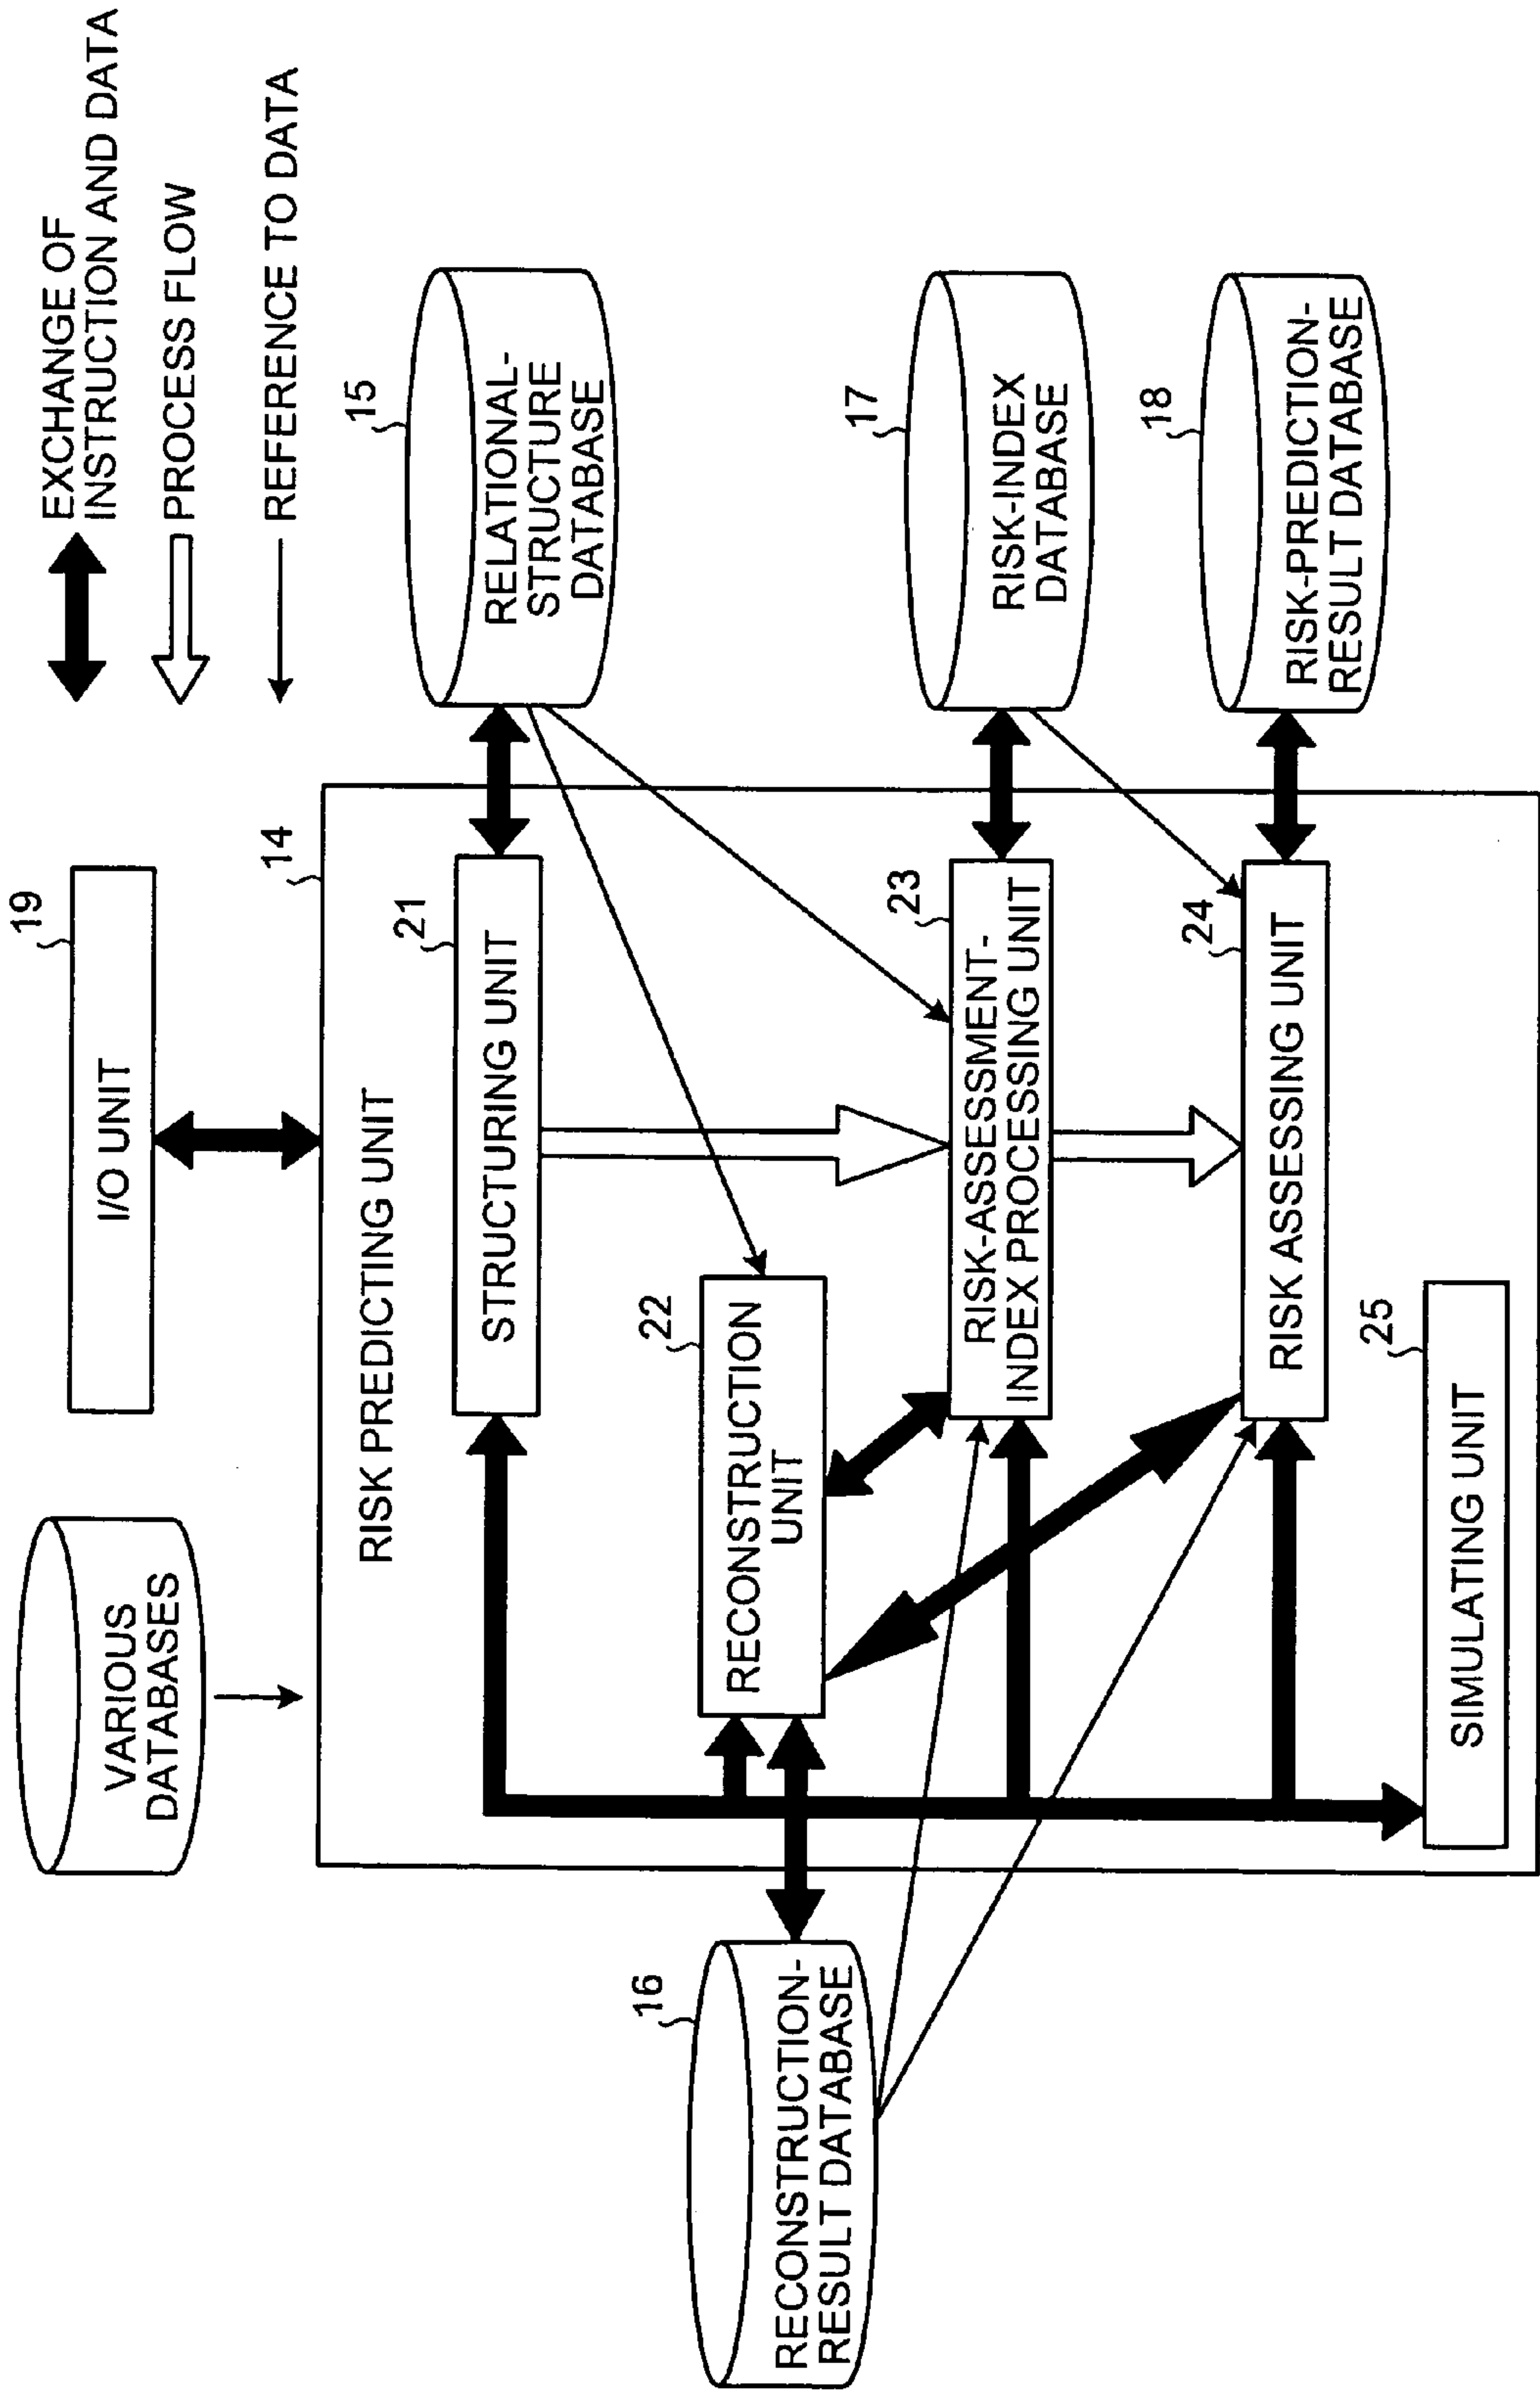 VARIOUS
DATABASES
19
I/O UNIT
EXCHANGE OF
INSTRUCTION AND DATA
PROCESS FLOW
REFERENCE TO DATA
14
RISK PREDICTING UNIT
21
STRUCTURING UNIT
15
RELATIONAL-
STRUCTURE
DATABASE
16
RECONSTRUCTION-
RESULT DATABASE
22
RECONSTRUCTION
UNIT
23
RISK-ASSESSMENT-
INDEX PROCESSING UNIT
17
RISK-INDEX
DATABASE
24
RISK ASSESSING UNIT
18
RISK-PREDICTION-
RESULT DATABASE
25
SIMULATING UNIT